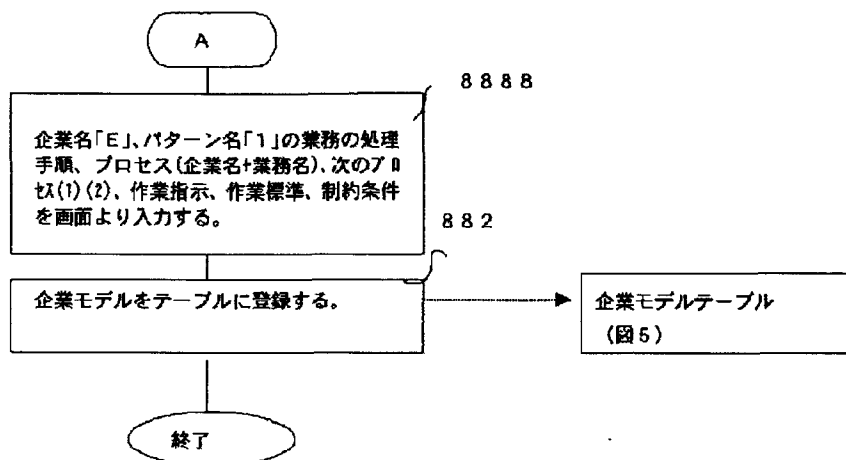 A
8888
企業名「E」、パターン名「1」の業務の処理
手順、プロセス(企業名+業務名)、次のプロ
セス(1)(2)、作業指示、作業標準、制約条件
を画面より入力する。
882
企業モデルをテーブルに登録する。
企業モデルテーブル
(図5)
終了